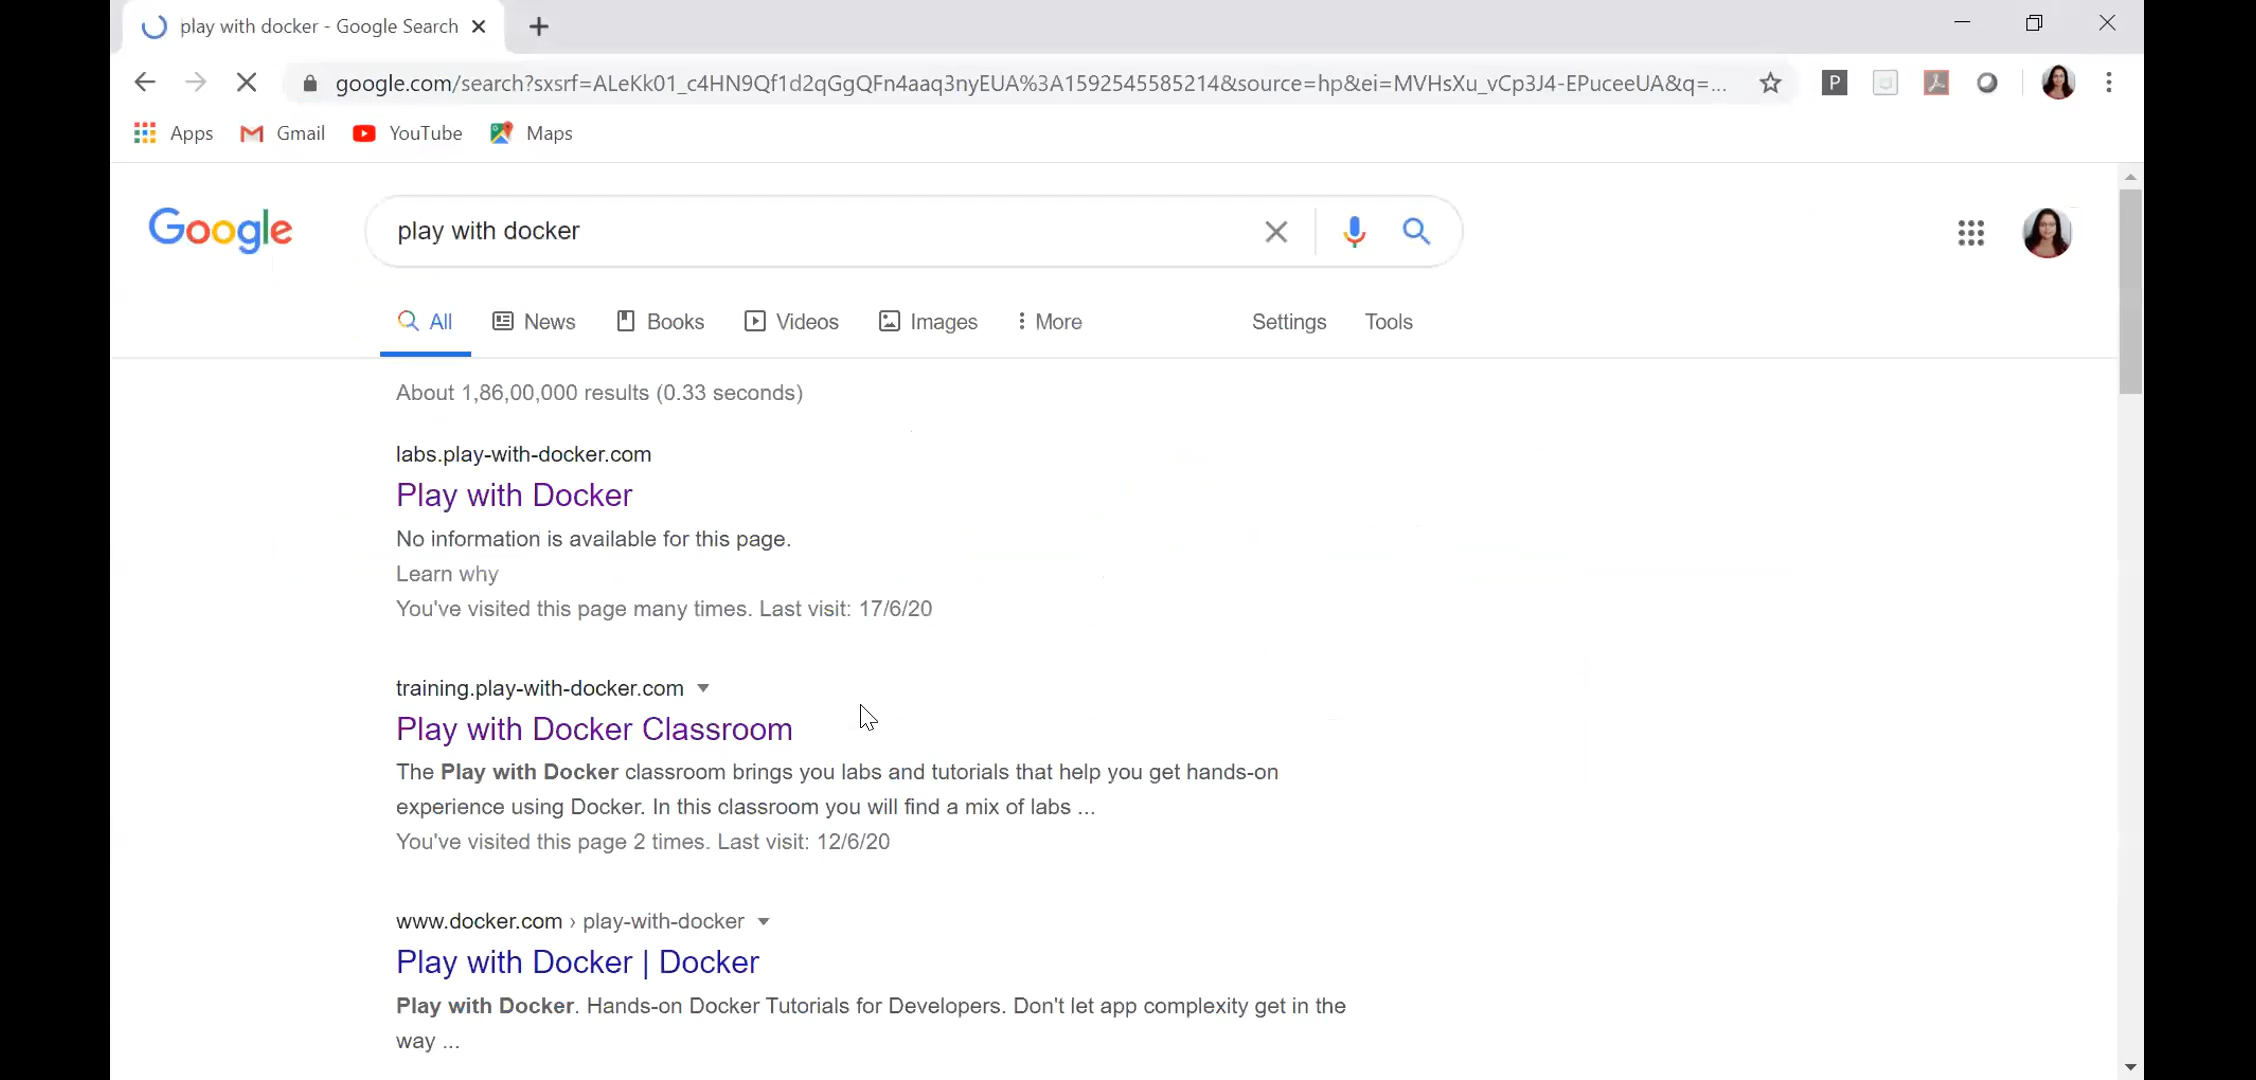 play with docker - Google Search
google.com/search?sxsrf=ALeKk01_c4HN9Qf1d2qGgQFn4aaq3nyEUA%3A1592545585214&source=hp&ei=MVHsXu_vCp3J4-EPuceeUA&q=...
P
Apps Gmail YouTube Maps
Google play with docker
All News Books Videos Images More Settings Tools
About 1,86,00,000 results (0.33 seconds)
labs.play-with-docker.com
Play with Docker
No information is available for this page.
Learn why
You've visited this page many times. Last visit: 17/6/20
training.play-with-docker.com
Play with Docker Classroom
The Play with Docker classroom brings you labs and tutorials that help you get hands-on
experience using Docker. In this classroom you will find a mix of labs ...
You've visited this page 2 times. Last visit: 12/6/20
www.docker.com › play-with-docker
Play with Docker | Docker
Play with Docker. Hands-on Docker Tutorials for Developers. Don't let app complexity get in the
way ...